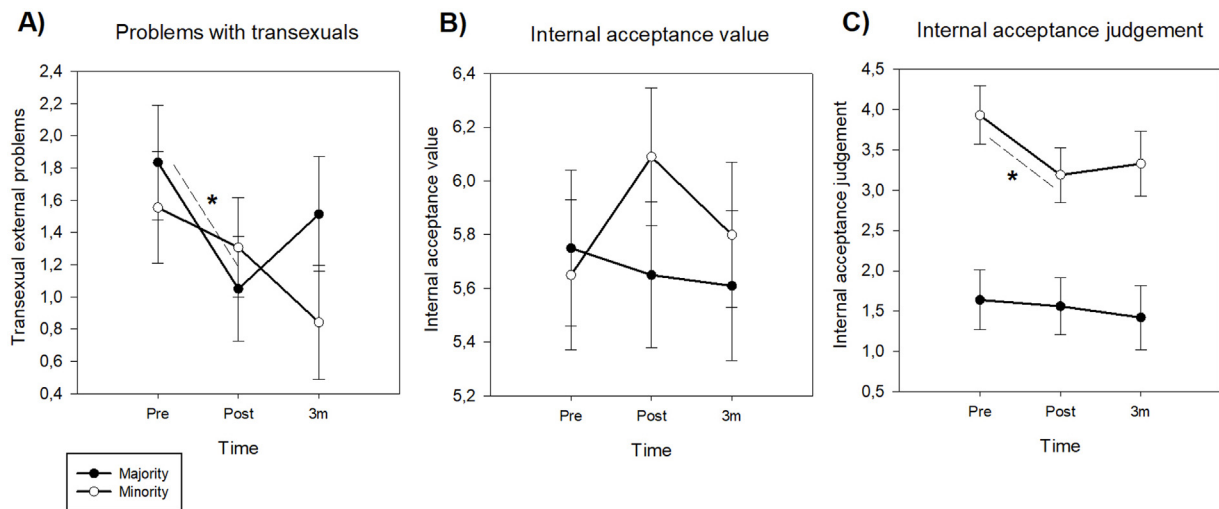 A)
Problems with transexuals
Transexual external problems
2,4
2,2
2,0
1,8
1,6
1,4
1,2
1,0
0,8
0,6
0,4
*
Pre
Post
3m
Time
Majority
Minority
B)
Internal acceptance value
Internal acceptance value
6,4
6,2
6,0
5,8
5,6
5,4
5,2
Pre
Post
3m
Time
C)
Internal acceptance judgement
Internal acceptance judgement
4,5
4,0
3,5
3,0
2,5
2,0
1,5
1,0
0,5
*
Pre
Post
3m
Time